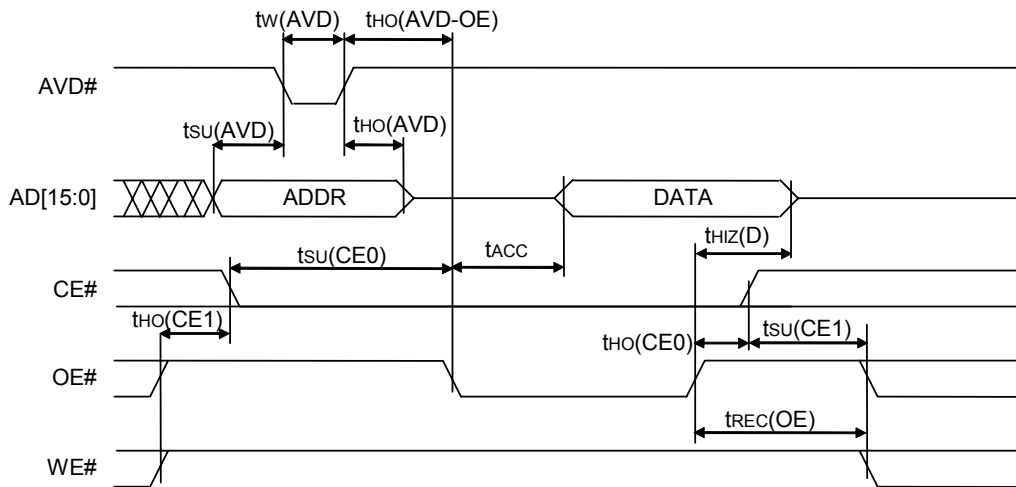 tW(AVD) tHO(AVD-OE)
AVD#
tSU(AVD) tHO(AVD)
AD[15:0] ADDR DATA
tHIZ(D)
tSU(CE0) tACC
CE#
tHO(CE1) tHO(CE0) tSU(CE1)
OE#
tREC(OE)
WE#